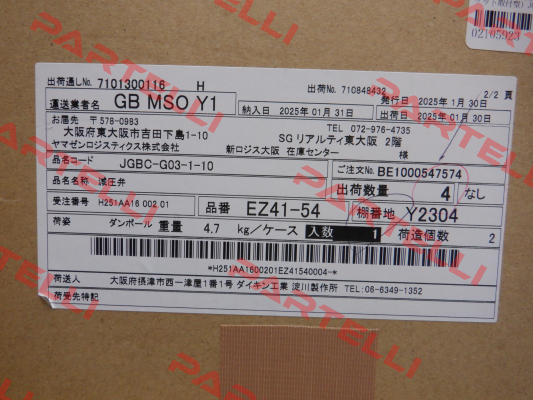 ット取付型) J
02105923
出荷通しNo. 7101300116 H
出荷No. 710848432
2/2 頁
運送業者名 GB MSO Y1
発行日 2025年 1月30日
納入日 2025年01月31日 出荷日 2025年 01月 30日
お届先 〒578-0983
TEL 072-976-4735
大阪府東大阪市吉田下島1-10
SGリアルティ東大阪 2階
ヤマゼンロジスティクス株式会社 新ロジス大阪 在庫センター 様
品名コード JGBC-G03-1-10
ご注文No. BE1000547574
品名 減圧弁
出荷数量 4 なし
受注番号 H251AA16 002 01
品番 EZ41-54 棚番地 Y2304
荷姿 ダンボール 重量 4.7 kg/ケース 入数 1 荷造個数 2
*H251AA1600201EZ41540004-*
荷送人 大阪府摂津市西一津屋1番1号 ダイキン工業 淀川製作所 TEL:06-6349-1352
荷受先特記
PARTELLI